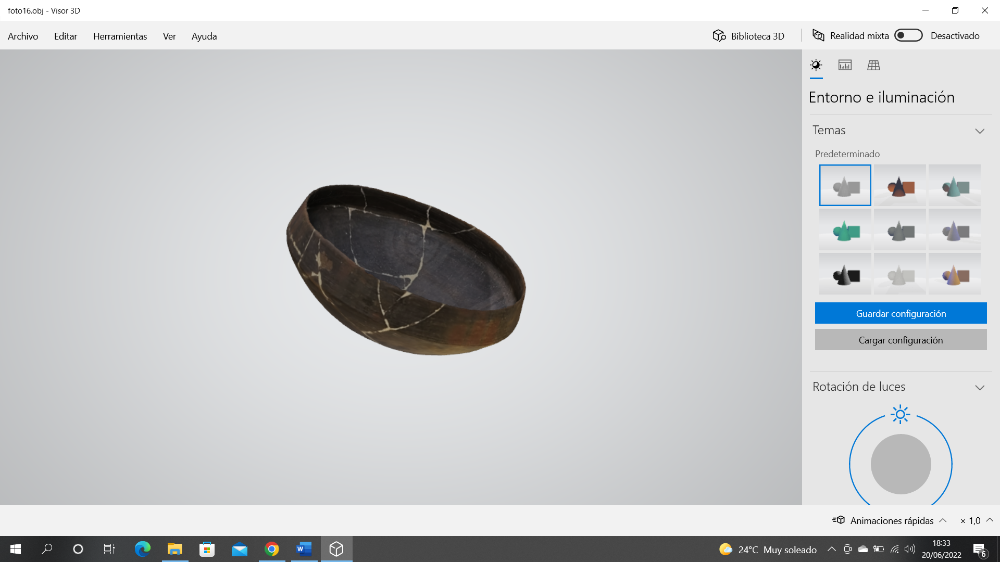 foto16.obj - Visor 3D
Archivo Editar Herramientas Ver Ayuda Biblioteca 3D Realidad mixta Desactivado
Entorno e iluminación
Temas
Predeterminado
Guardar configuración
Cargar configuración
Rotación de luces
Animaciones rápidas × 1,0
W 24°C Muy soleado 18:33
20/06/2022 6